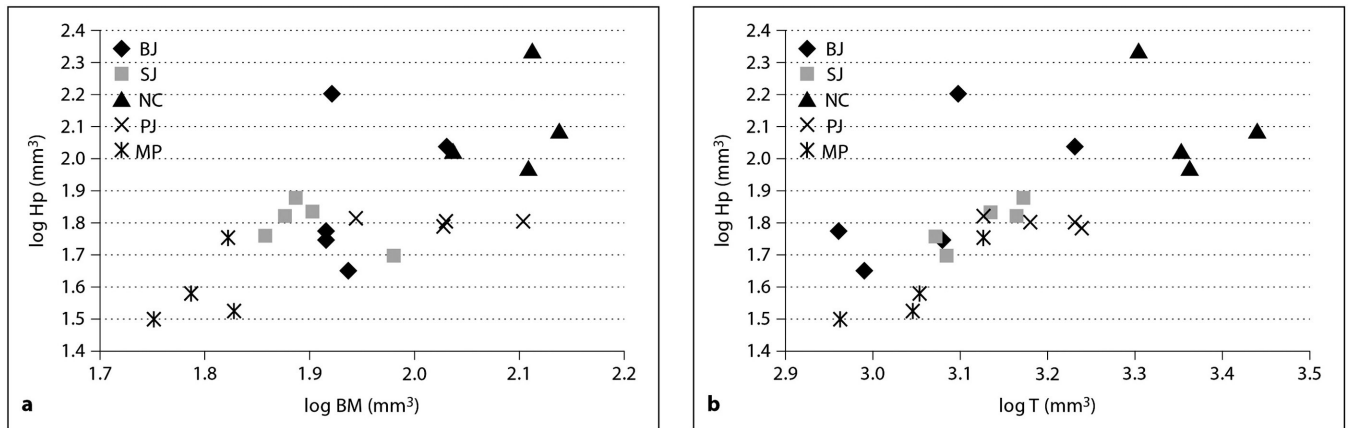 2.4
2.3
2.2
2.1
2.0
1.9
1.8
1.7
1.6
1.5
1.4
log Hp (mm³)
BJ
SJ
NC
PJ
MP
1.7 1.8 1.9 2.0 2.1 2.2
a log BM (mm³)
2.4
2.3
2.2
2.1
2.0
1.9
1.8
1.7
1.6
1.5
1.4
log Hp (mm³)
BJ
SJ
NC
PJ
MP
2.9 3.0 3.1 3.2 3.3 3.4 3.5
b log T (mm³)